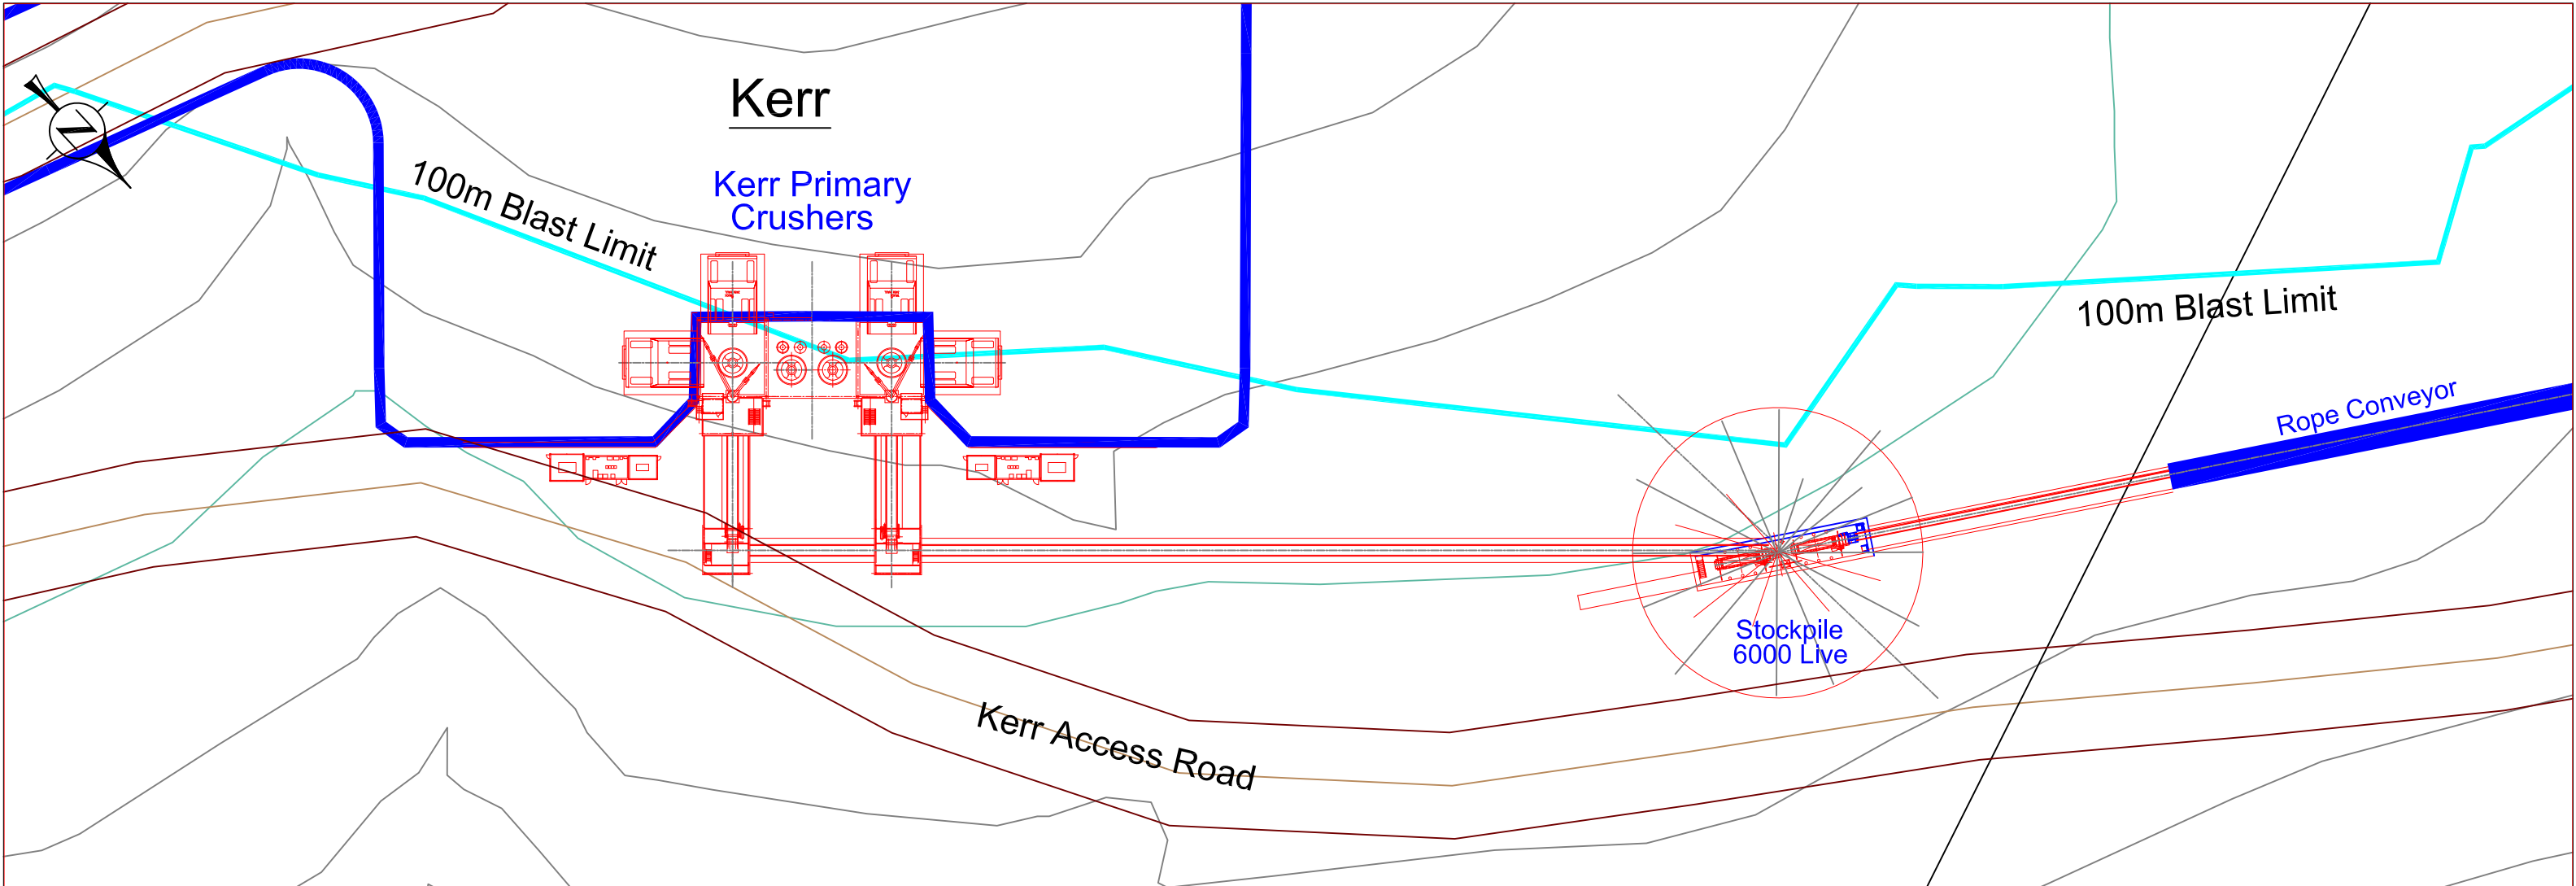 Kerr
N
100m Blast Limit
Kerr Primary
Crushers
100m Blast Limit
Rope Conveyor
Stockpile
6000 Live
Kerr Access Road